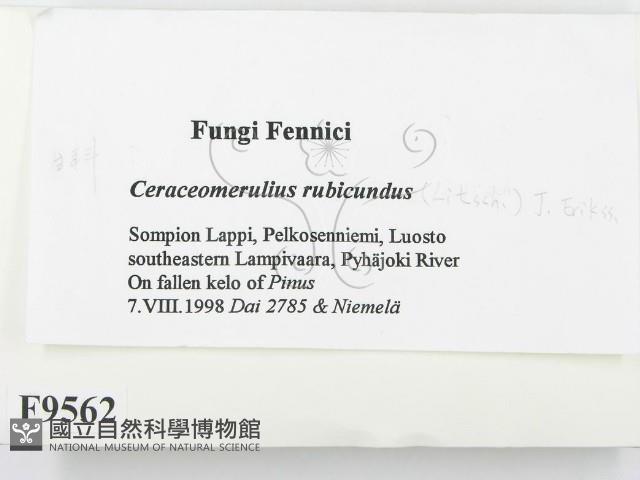 Fungi Fennici
Ceraceomerulius rubicundus (Litsch.) J. Erikss.
Sompion Lappi, Pelkosenniemi, Luosto
southeastern Lampivaara, Pyhäjoki River
On fallen kelo of Pinus
7.VIII.1998 Dai 2785 & Niemelä
F9562
國立自然科學博物館
NATIONAL MUSEUM OF NATURAL SCIENCE